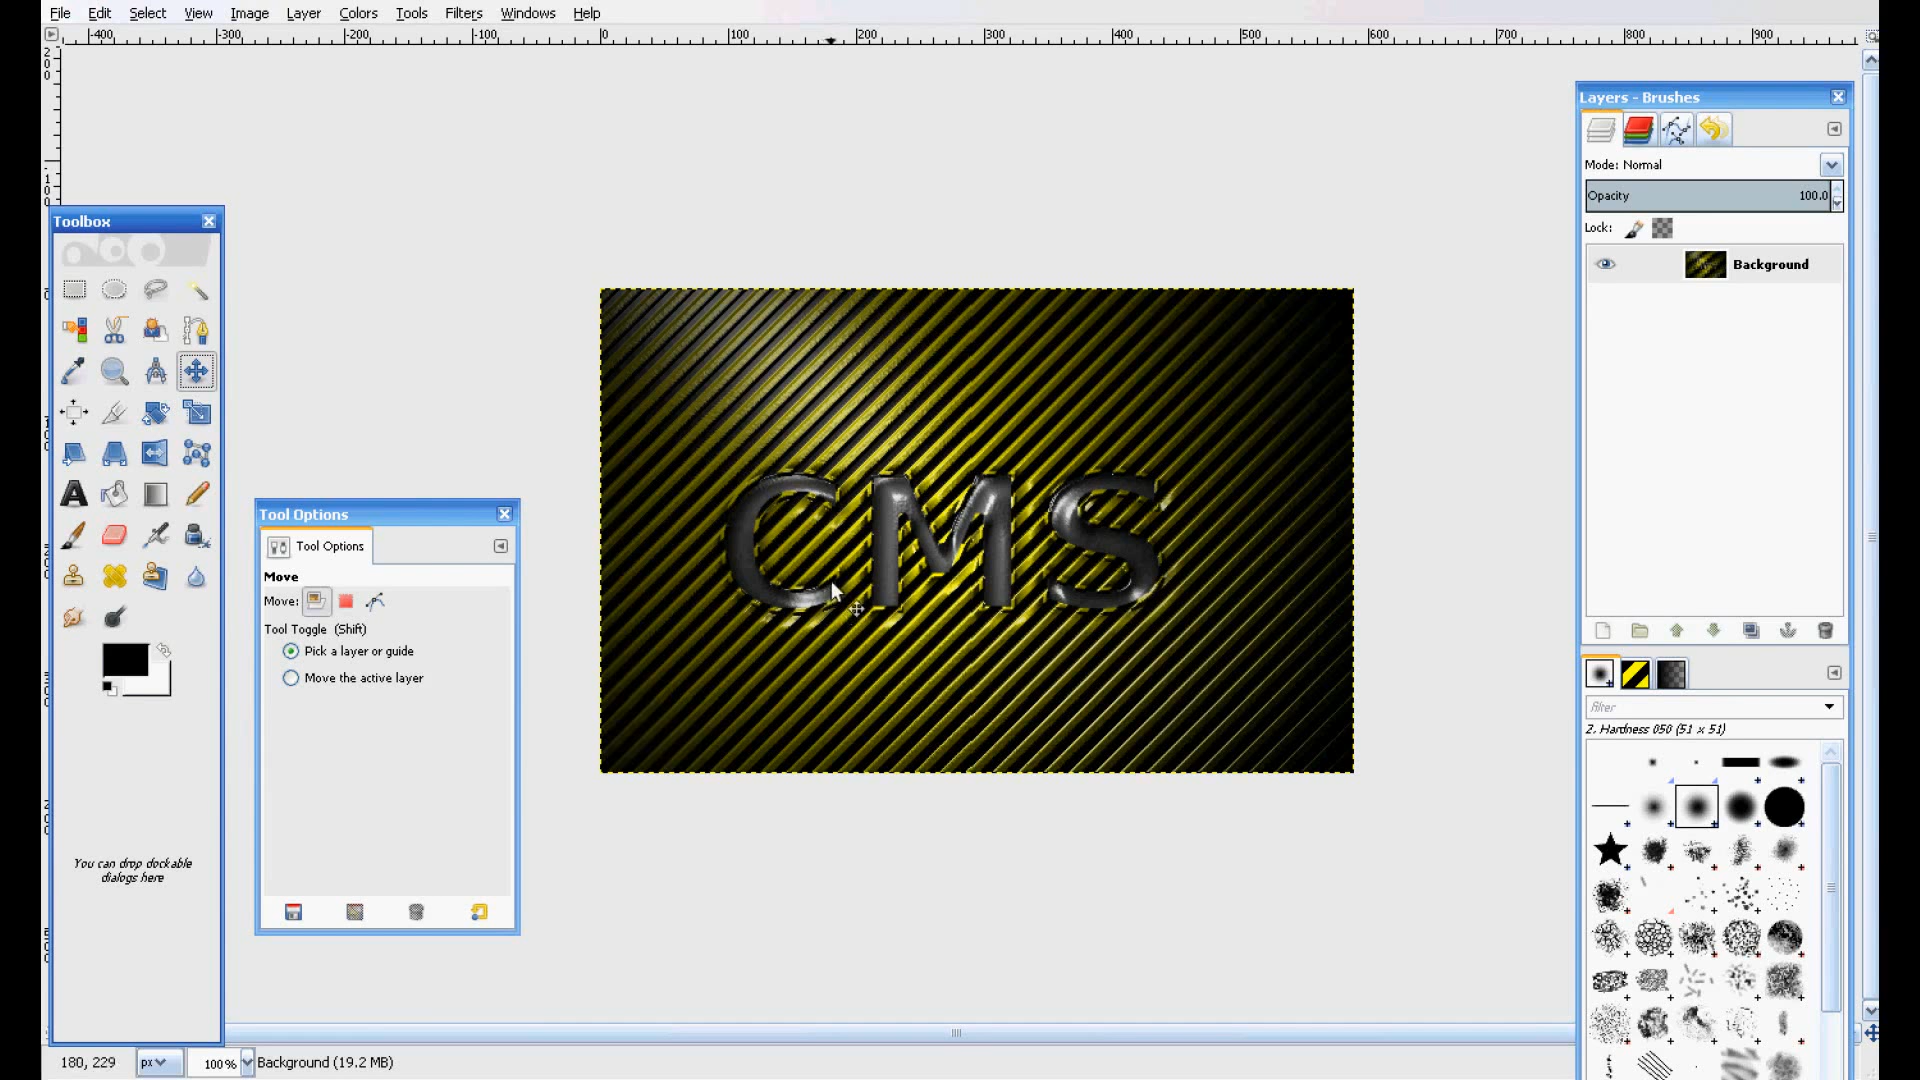 File Edit Select View Image Layer Colors Tools Filters Windows Help
-400 -300 -200 -100 0 100 200 300 400 500 600 700 800 900
Layers - Brushes
Mode: Normal
Opacity 100.0
Lock:
Background
Toolbox
CMS
Tool Options
Tool Options
Move
Move:
Tool Toggle (Shift)
Pick a layer or guide
Move the active layer
filter
2. Hardness 050 (51 x 51)
You can drop dockable
dialogs here
180, 229 px 100% Background (19.2 MB)